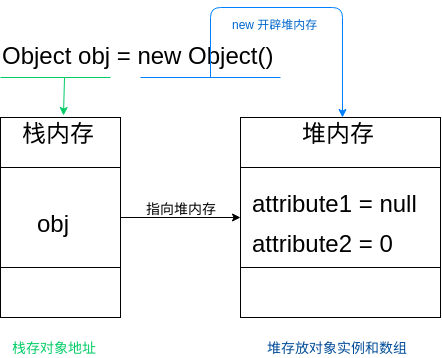 new 开辟堆内存
Object obj = new Object()
栈内存
堆内存
obj
指向堆内存
attribute1 = null
attribute2 = 0
栈存对象地址
堆存放对象实例和数组